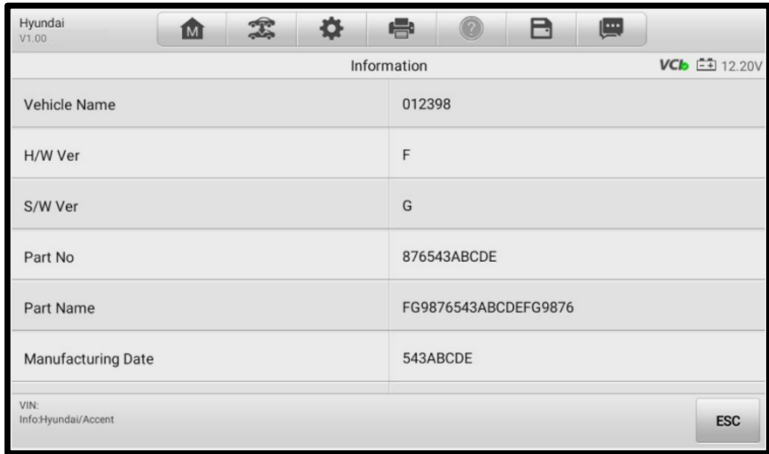 Hyundai
V1.00
M
?
Information
VCI
12.20V
Vehicle Name 012398
H/W Ver F
S/W Ver G
Part No 876543ABCDE
Part Name FG9876543ABCDEFG9876
Manufacturing Date 543ABCDE
VIN:
Info:Hyundai/Accent
ESC